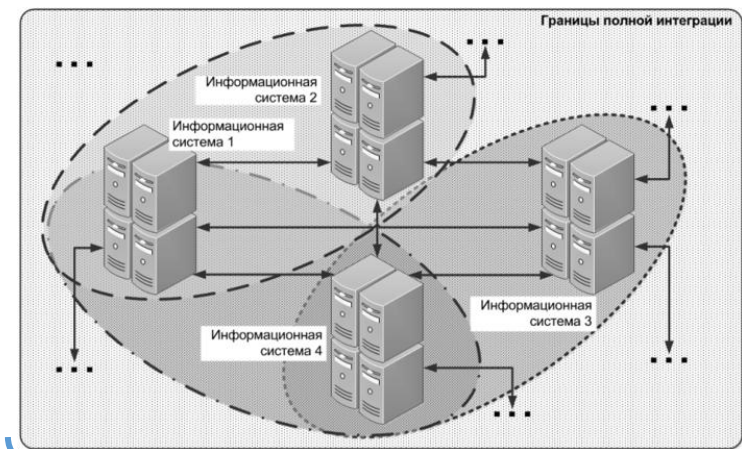 Границы полной интеграции
Информационная
система 2
Информационная
система 1
Информационная
система 3
Информационная
система 4